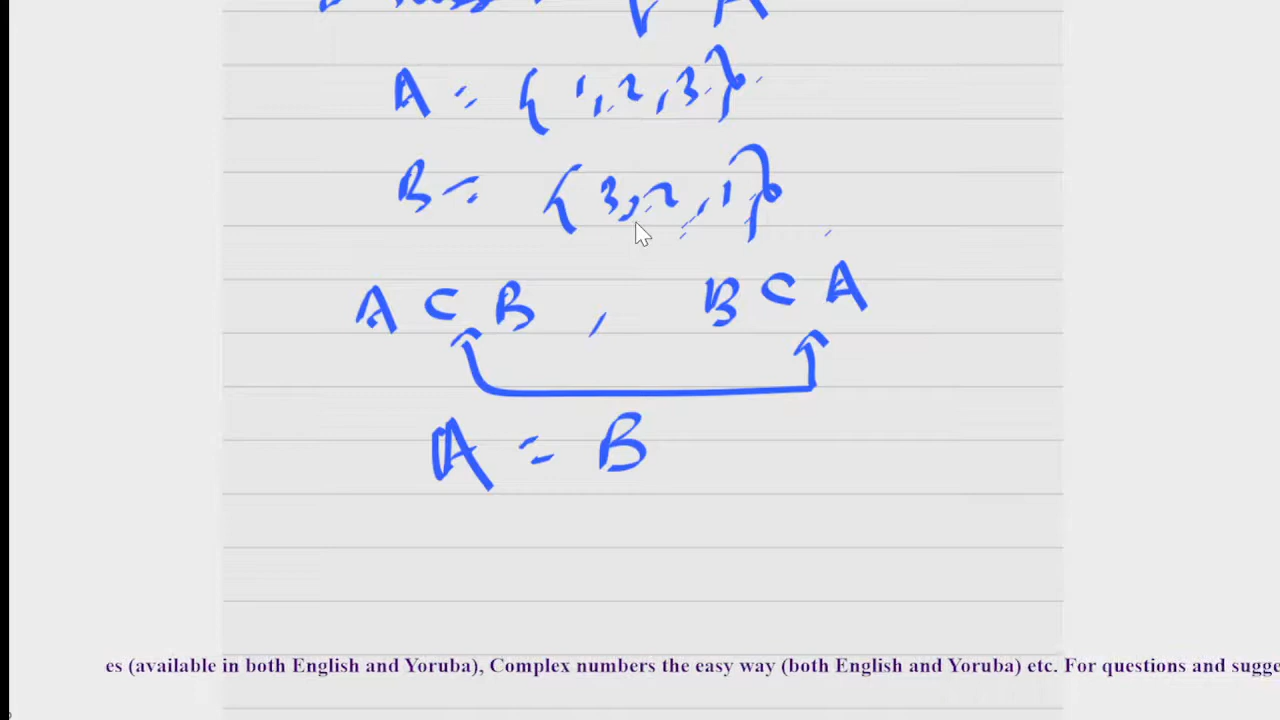 A = {1, 2, 3}
B = {3, 2, 1}
A ⊂ B , B ⊂ A
A = B
es (available in both English and Yoruba), Complex numbers the easy way (both English and Yoruba) etc. For questions and sugge